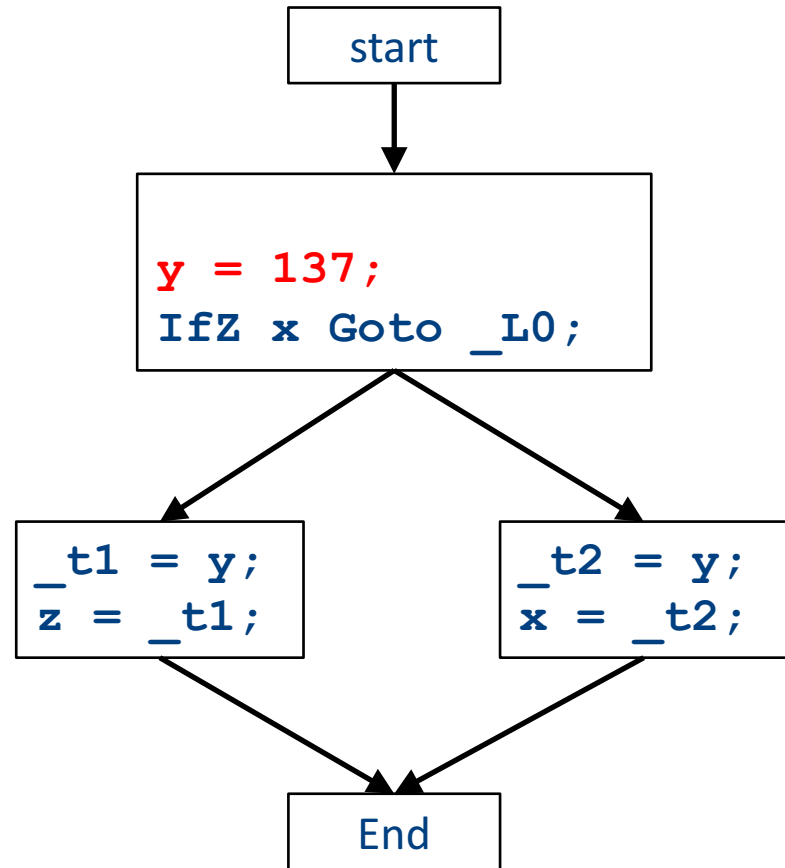 start
y = 137;
IfZ x Goto _L0;
_t1 = y;
z = _t1;
_t2 = y;
x = _t2;
End